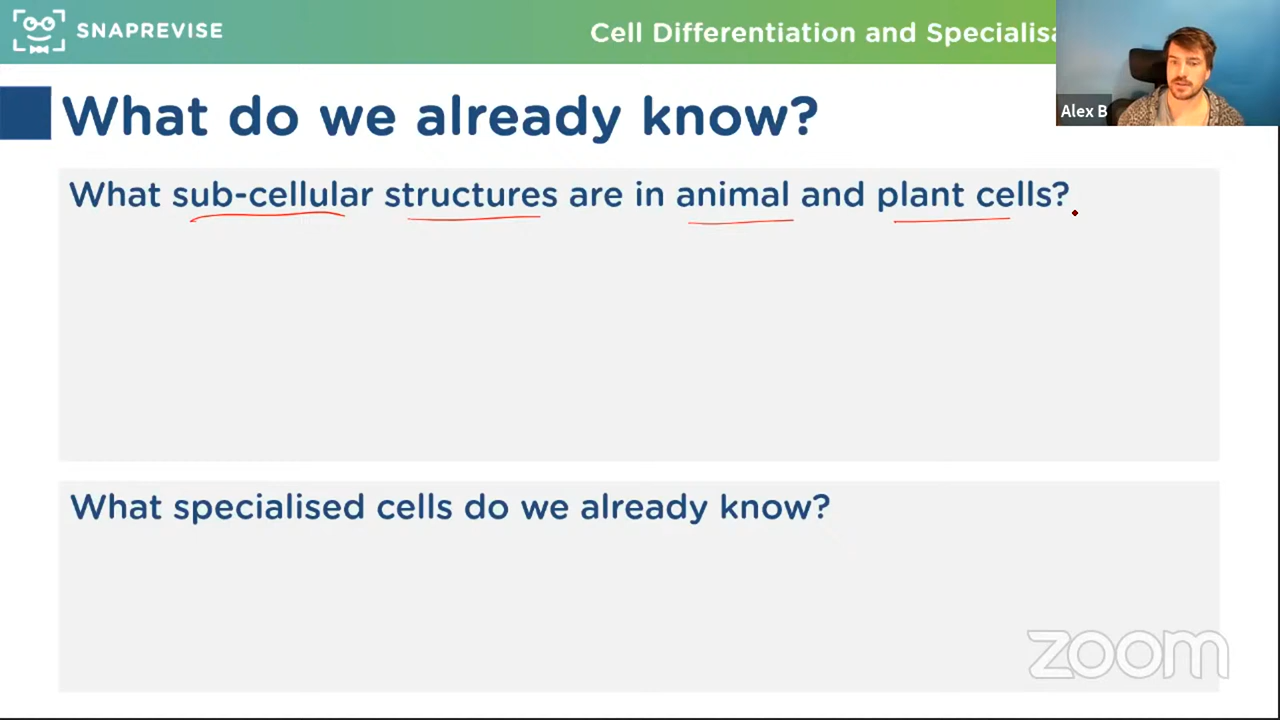 SNAPREVISE
Cell Differentiation and Specialisa
Alex B
What do we already know?
What sub-cellular structures are in animal and plant cells?
What specialised cells do we already know?
zoom